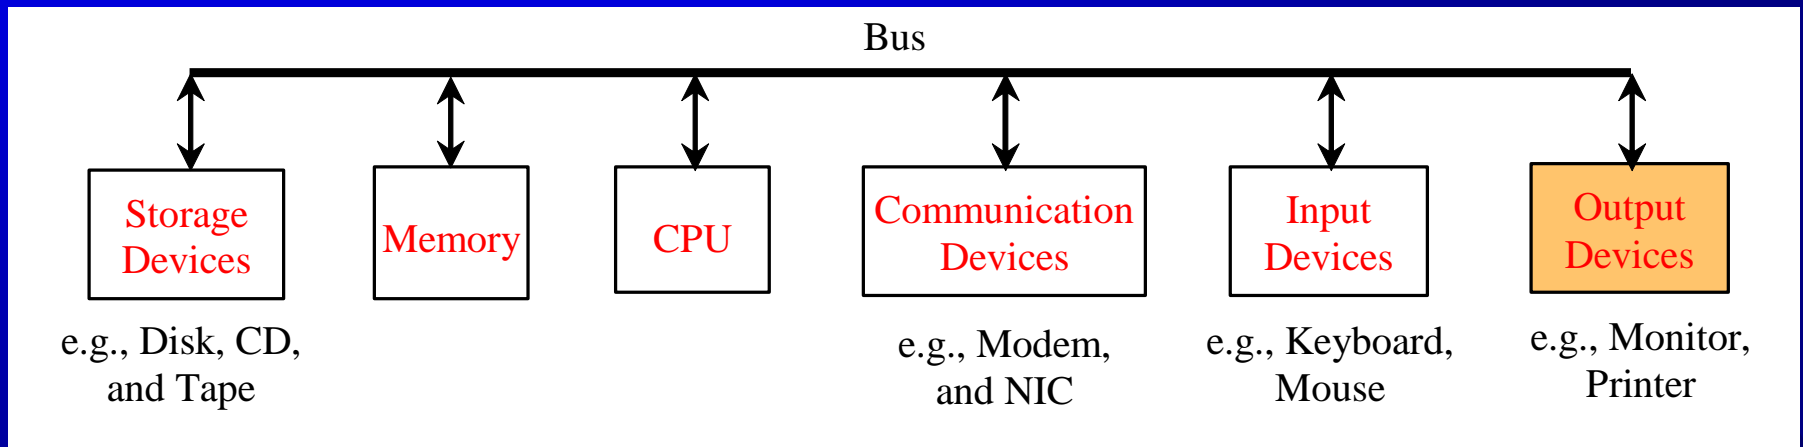 Bus
Storage
Devices
Memory
CPU
Communication
Devices
Input
Devices
Output
Devices
e.g., Disk, CD,
and Tape
e.g., Modem,
and NIC
e.g., Keyboard,
Mouse
e.g., Monitor,
Printer